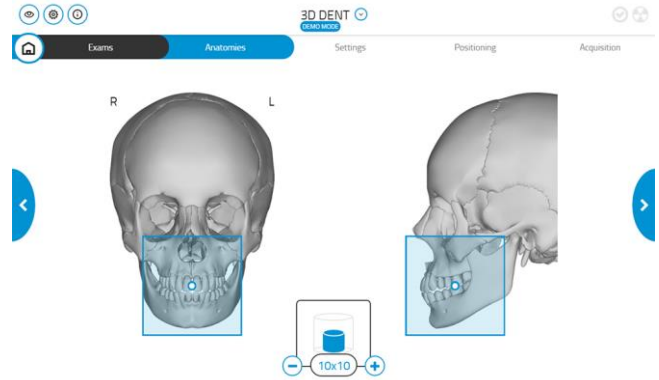 3D DENT
DEMO MODE
Exams
Anatomies
Settings
Positioning
Acquisition
R
L
10x10